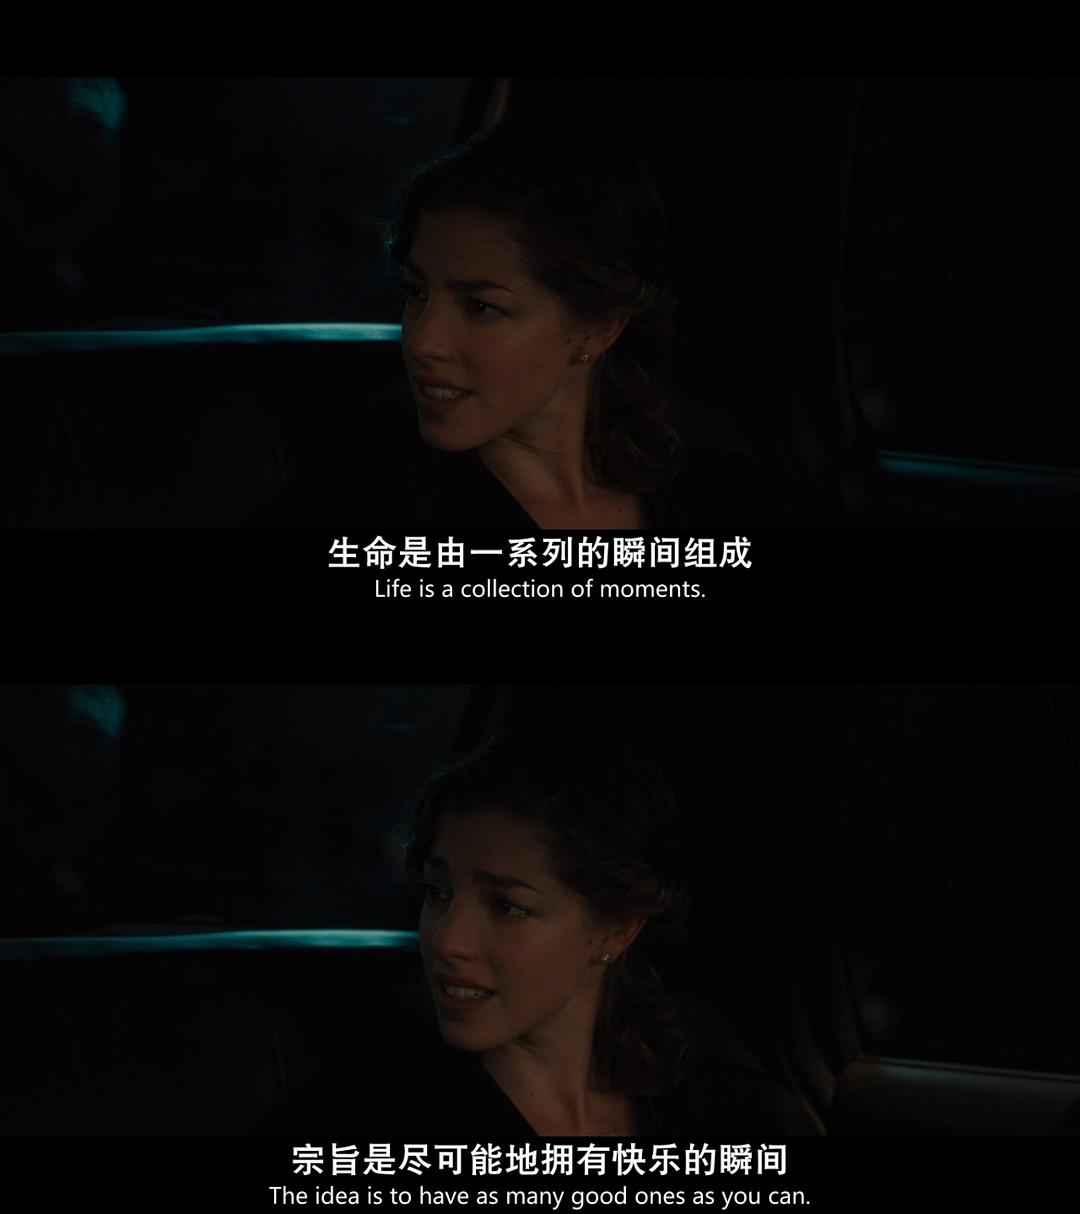 生命是由一系列的瞬间组成
Life is a collection of moments.
宗旨是尽可能地拥有快乐的瞬间
The idea is to have as many good ones as you can.